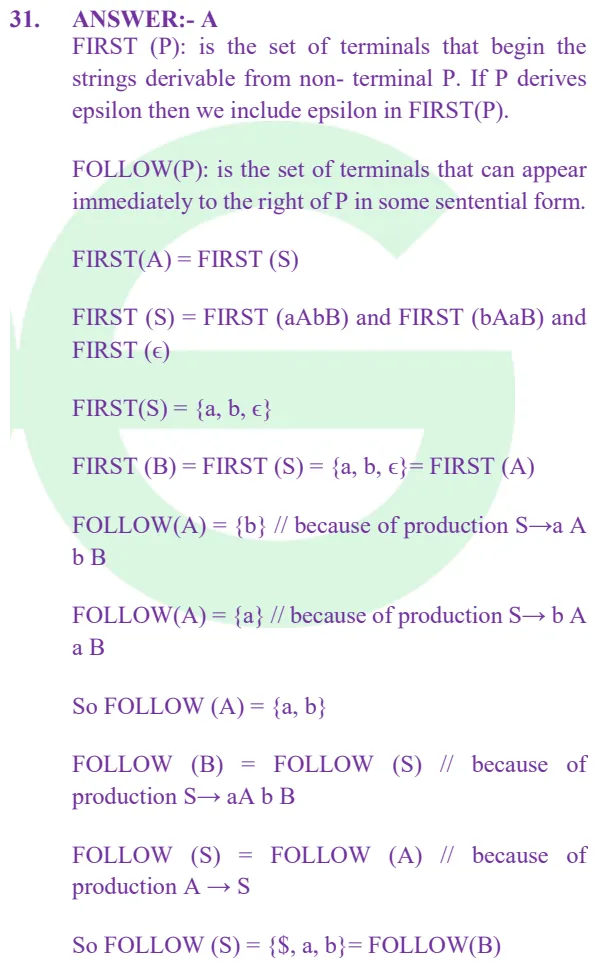 31. ANSWER:- A
FIRST (P): is the set of terminals that begin the
strings derivable from non- terminal P. If P derives
epsilon then we include epsilon in FIRST(P).
FOLLOW(P): is the set of terminals that can appear
immediately to the right of P in some sentential form.
FIRST(A) = FIRST (S)
FIRST (S) = FIRST (aAbB) and FIRST (bAaB) and
FIRST (ϵ)
FIRST(S) = {a, b, ϵ}
FIRST (B) = FIRST (S) = {a, b, ϵ}= FIRST (A)
FOLLOW(A) = {b} // because of production S→a A
b B
FOLLOW(A) = {a} // because of production S→ b A
a B
So FOLLOW (A) = {a, b}
FOLLOW (B) = FOLLOW (S) // because of
production S→ aA b B
FOLLOW (S) = FOLLOW (A) // because of
production A → S
So FOLLOW (S) = {$, a, b}= FOLLOW(B)